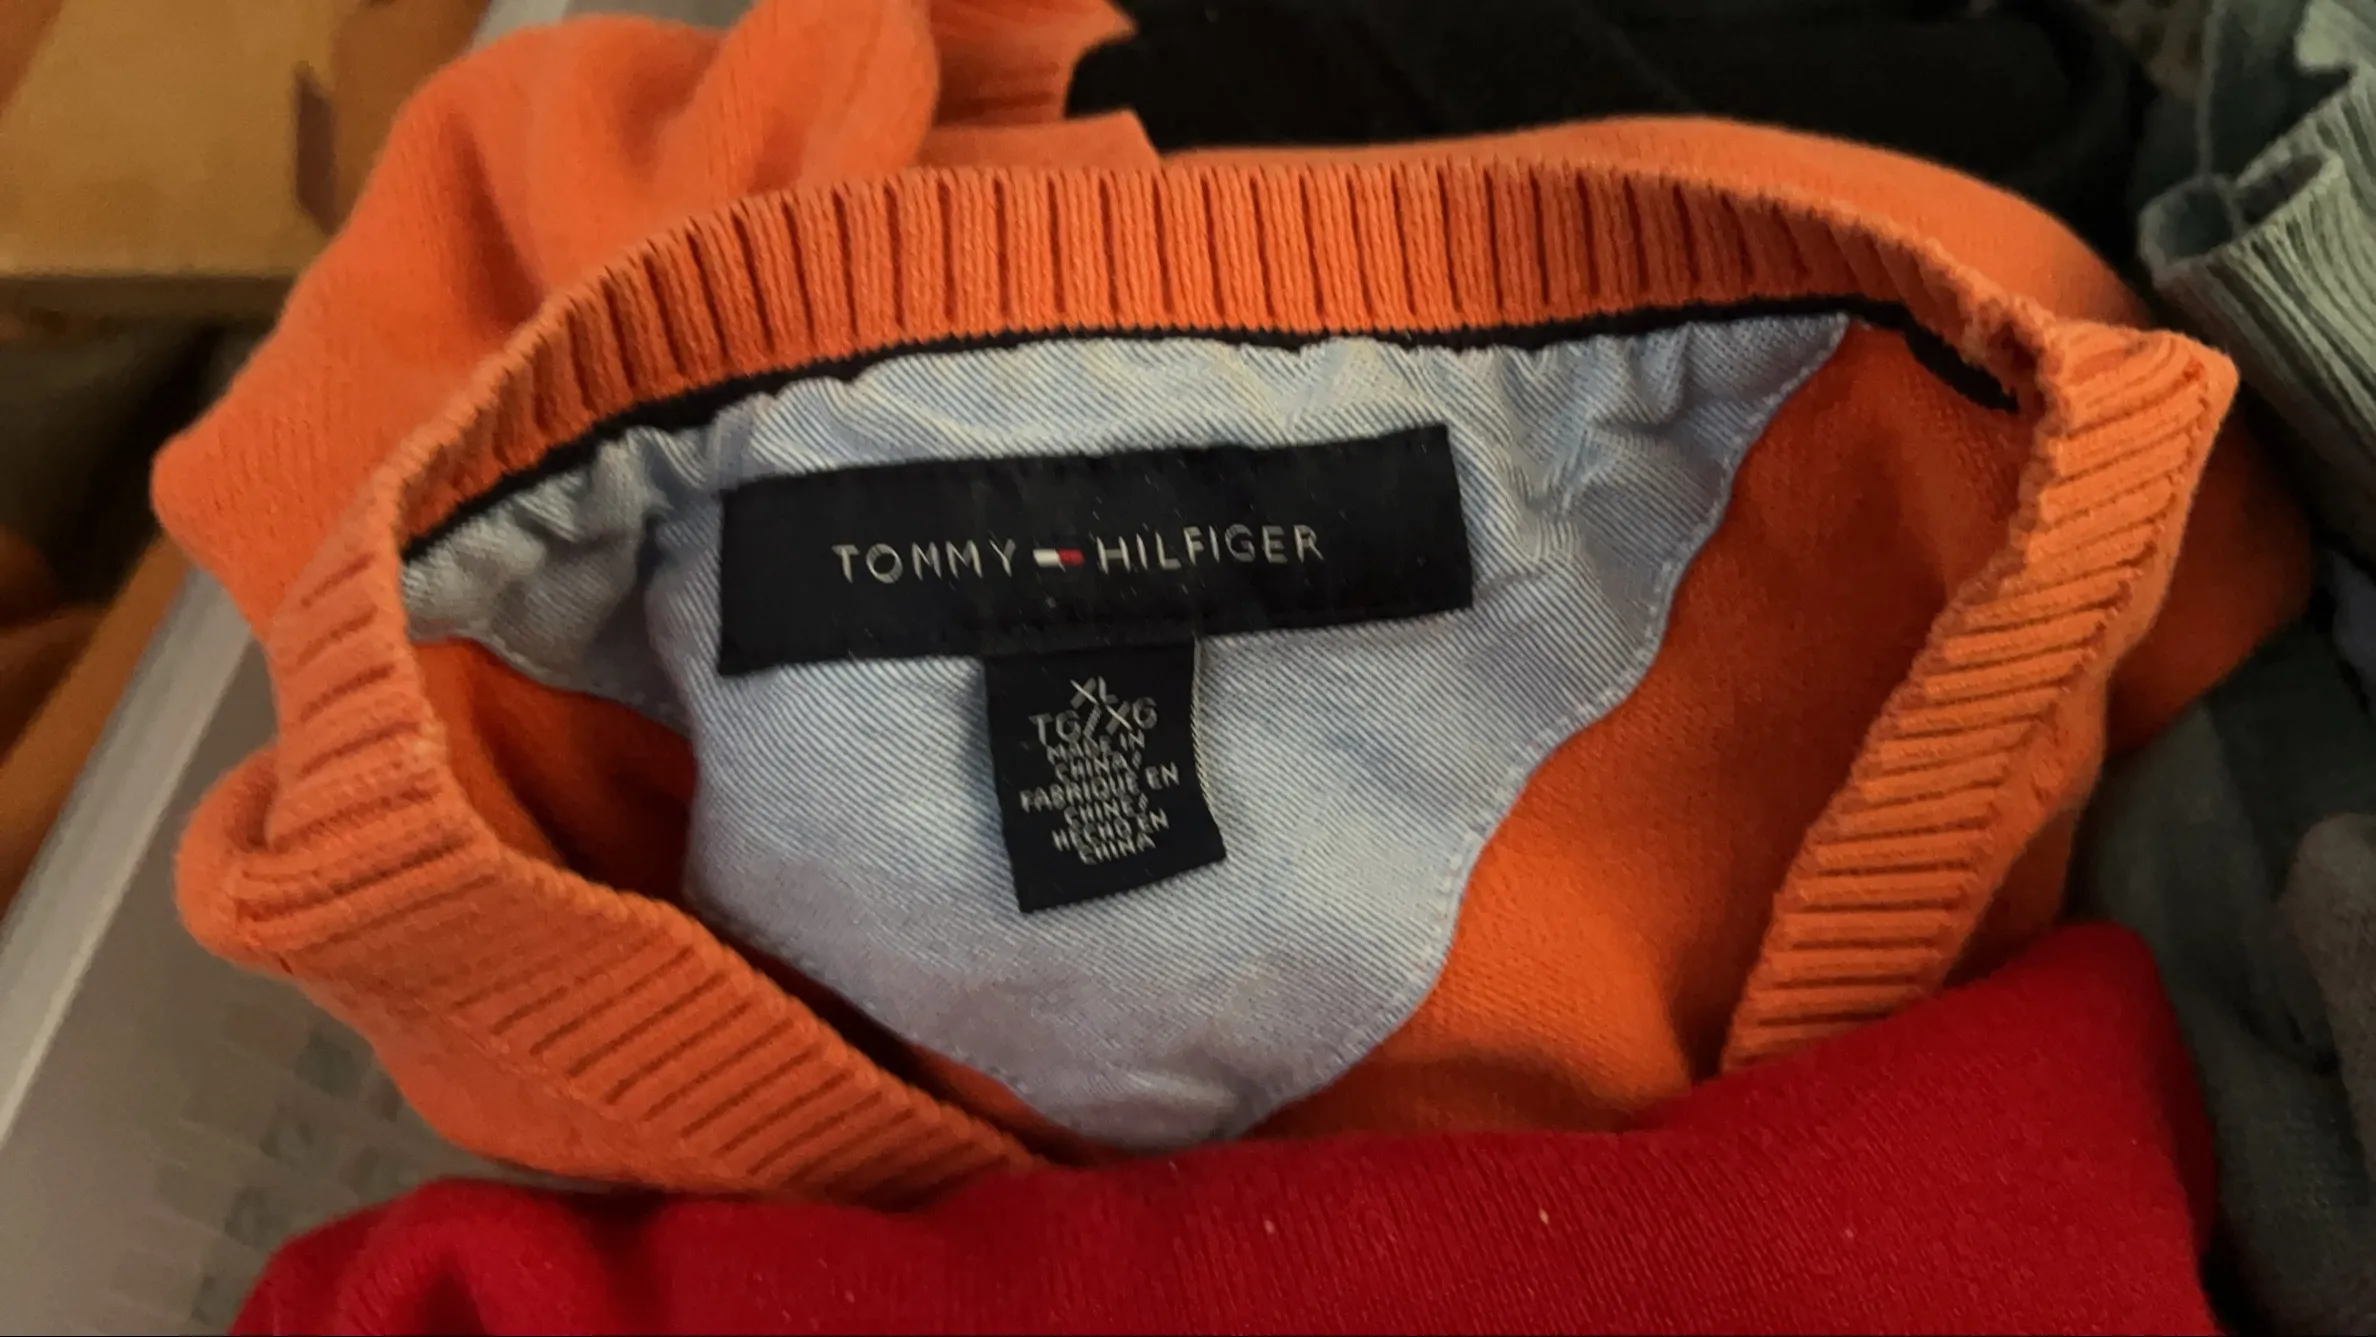 TOMMY HILFIGER
XL
TG/XG
MADE IN
CHINA/
FABRIQUE EN
CHINE/
HECHO EN
CHINA